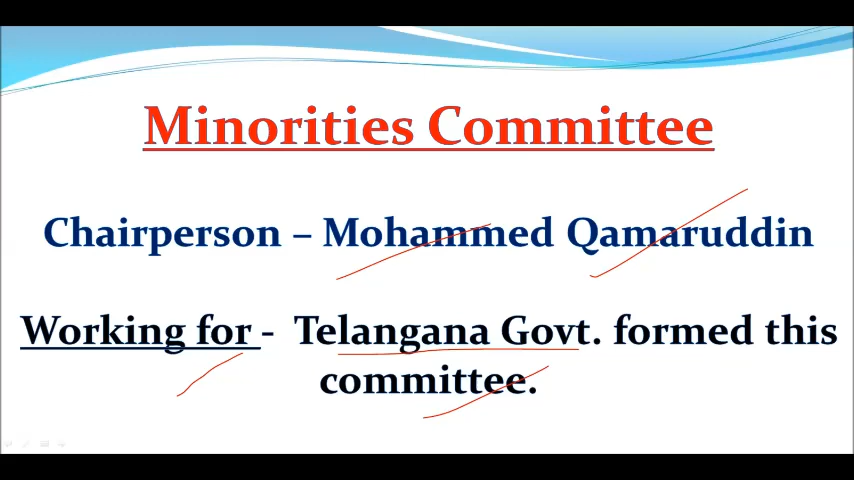 Minorities Committee
Chairperson – Mohammed Qamaruddin
Working for - Telangana Govt. formed this
committee.